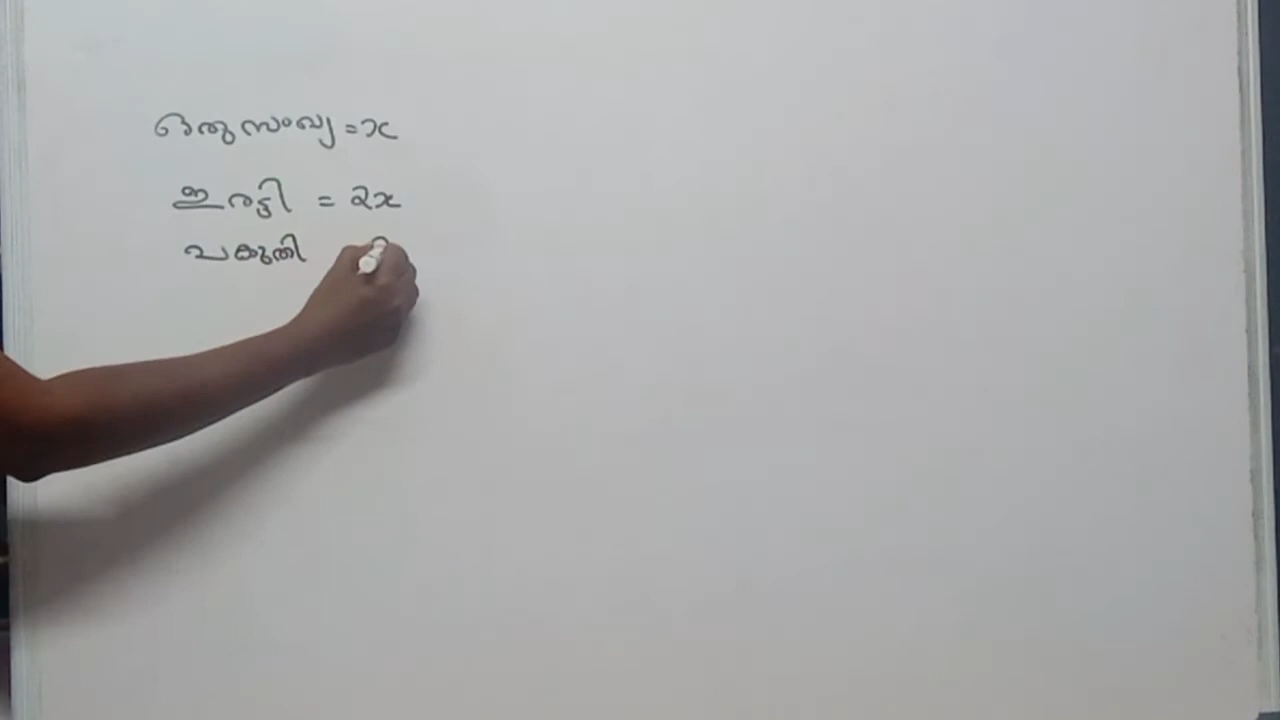 ഒരു സംഖ്യ = x
ഇരട്ടി = 2x
പകുതി